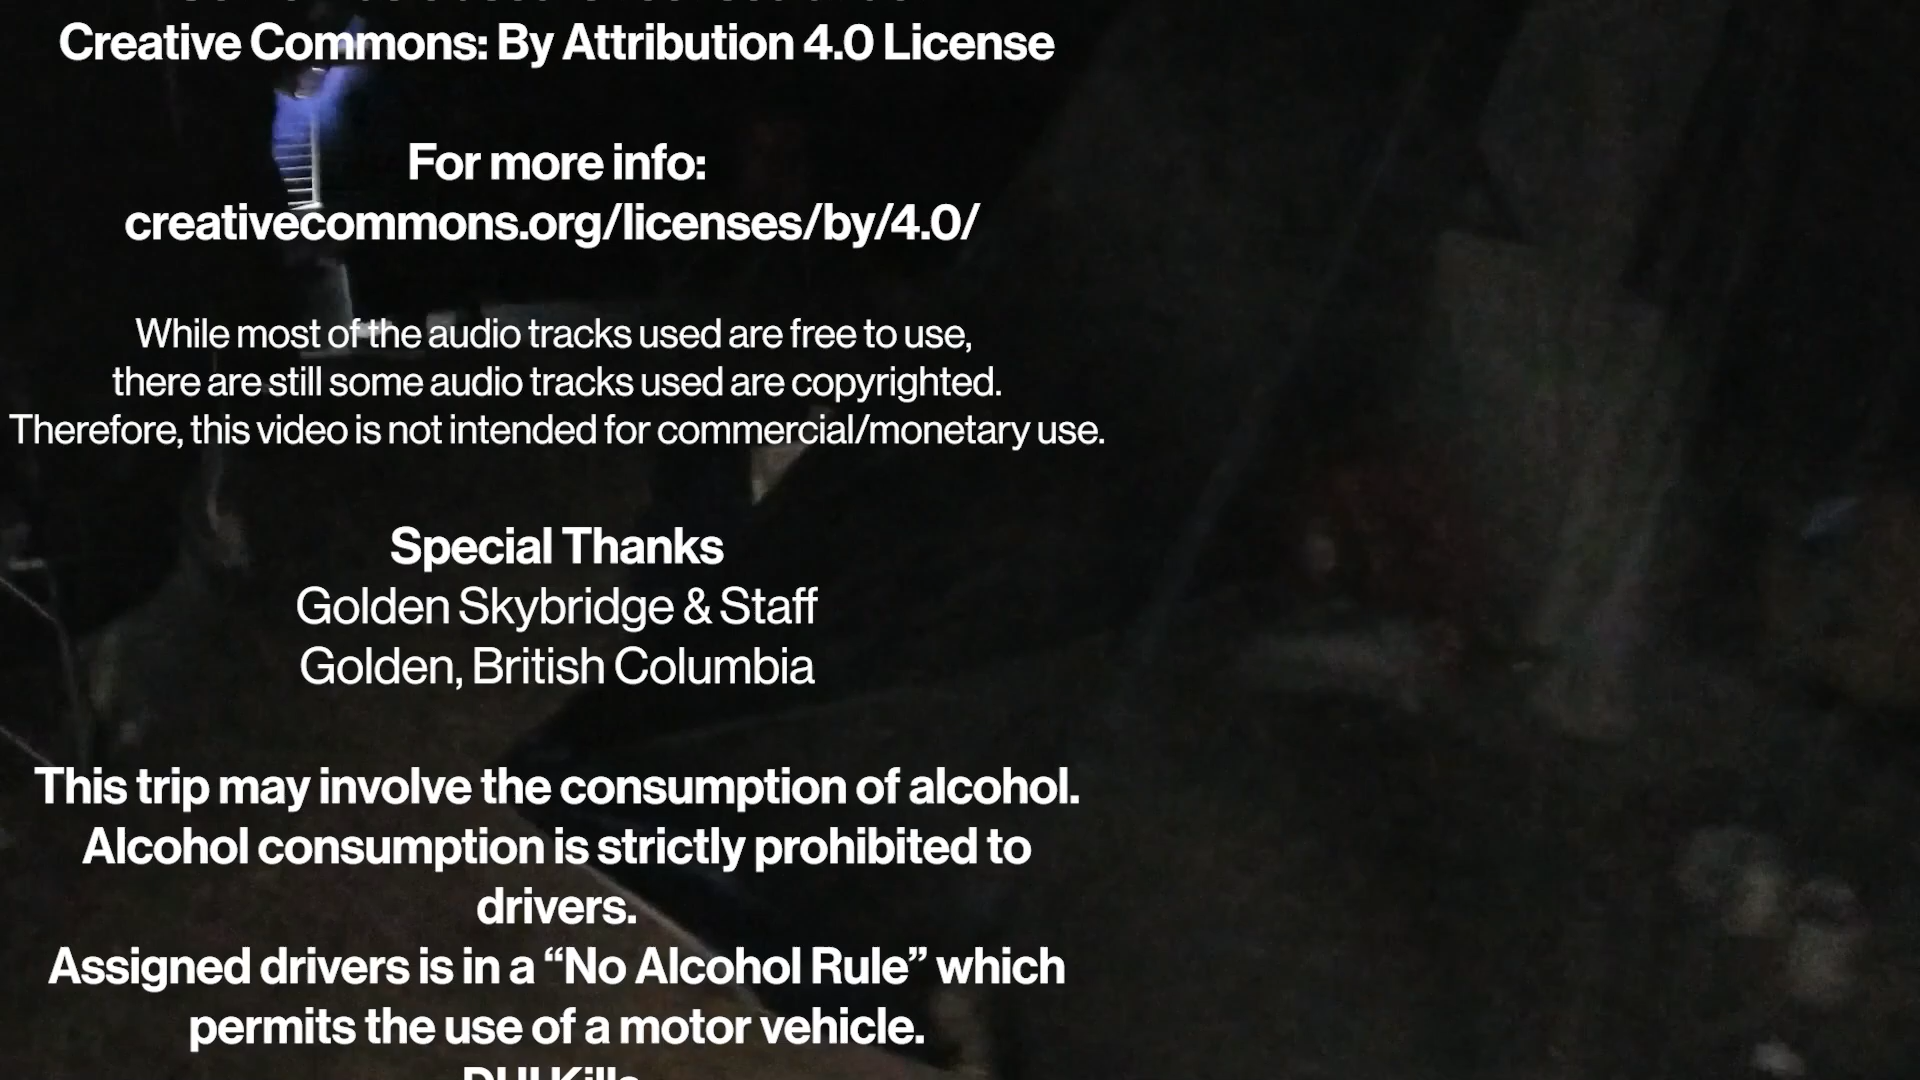 Creative Commons: By Attribution 4.0 License
For more info:
creativecommons.org/licenses/by/4.0/
While most of the audio tracks used are free to use,
there are still some audio tracks used are copyrighted.
Therefore, this video is not intended for commercial/monetary use.
Special Thanks
Golden Skybridge & Staff
Golden, British Columbia
This trip may involve the consumption of alcohol.
Alcohol consumption is strictly prohibited to
drivers.
Assigned drivers is in a “No Alcohol Rule” which
permits the use of a motor vehicle.
DUI Kills